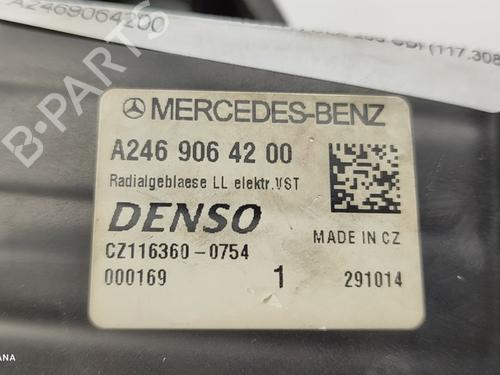 A2469064200
CDI (117.308
MERCEDES-BENZ
A246 906 42 00
Radialgeblaese LL elektr.VST
DENSO
MADE IN CZ
CZ116360-0754
000169 1 291014
B-PARTS
ANA